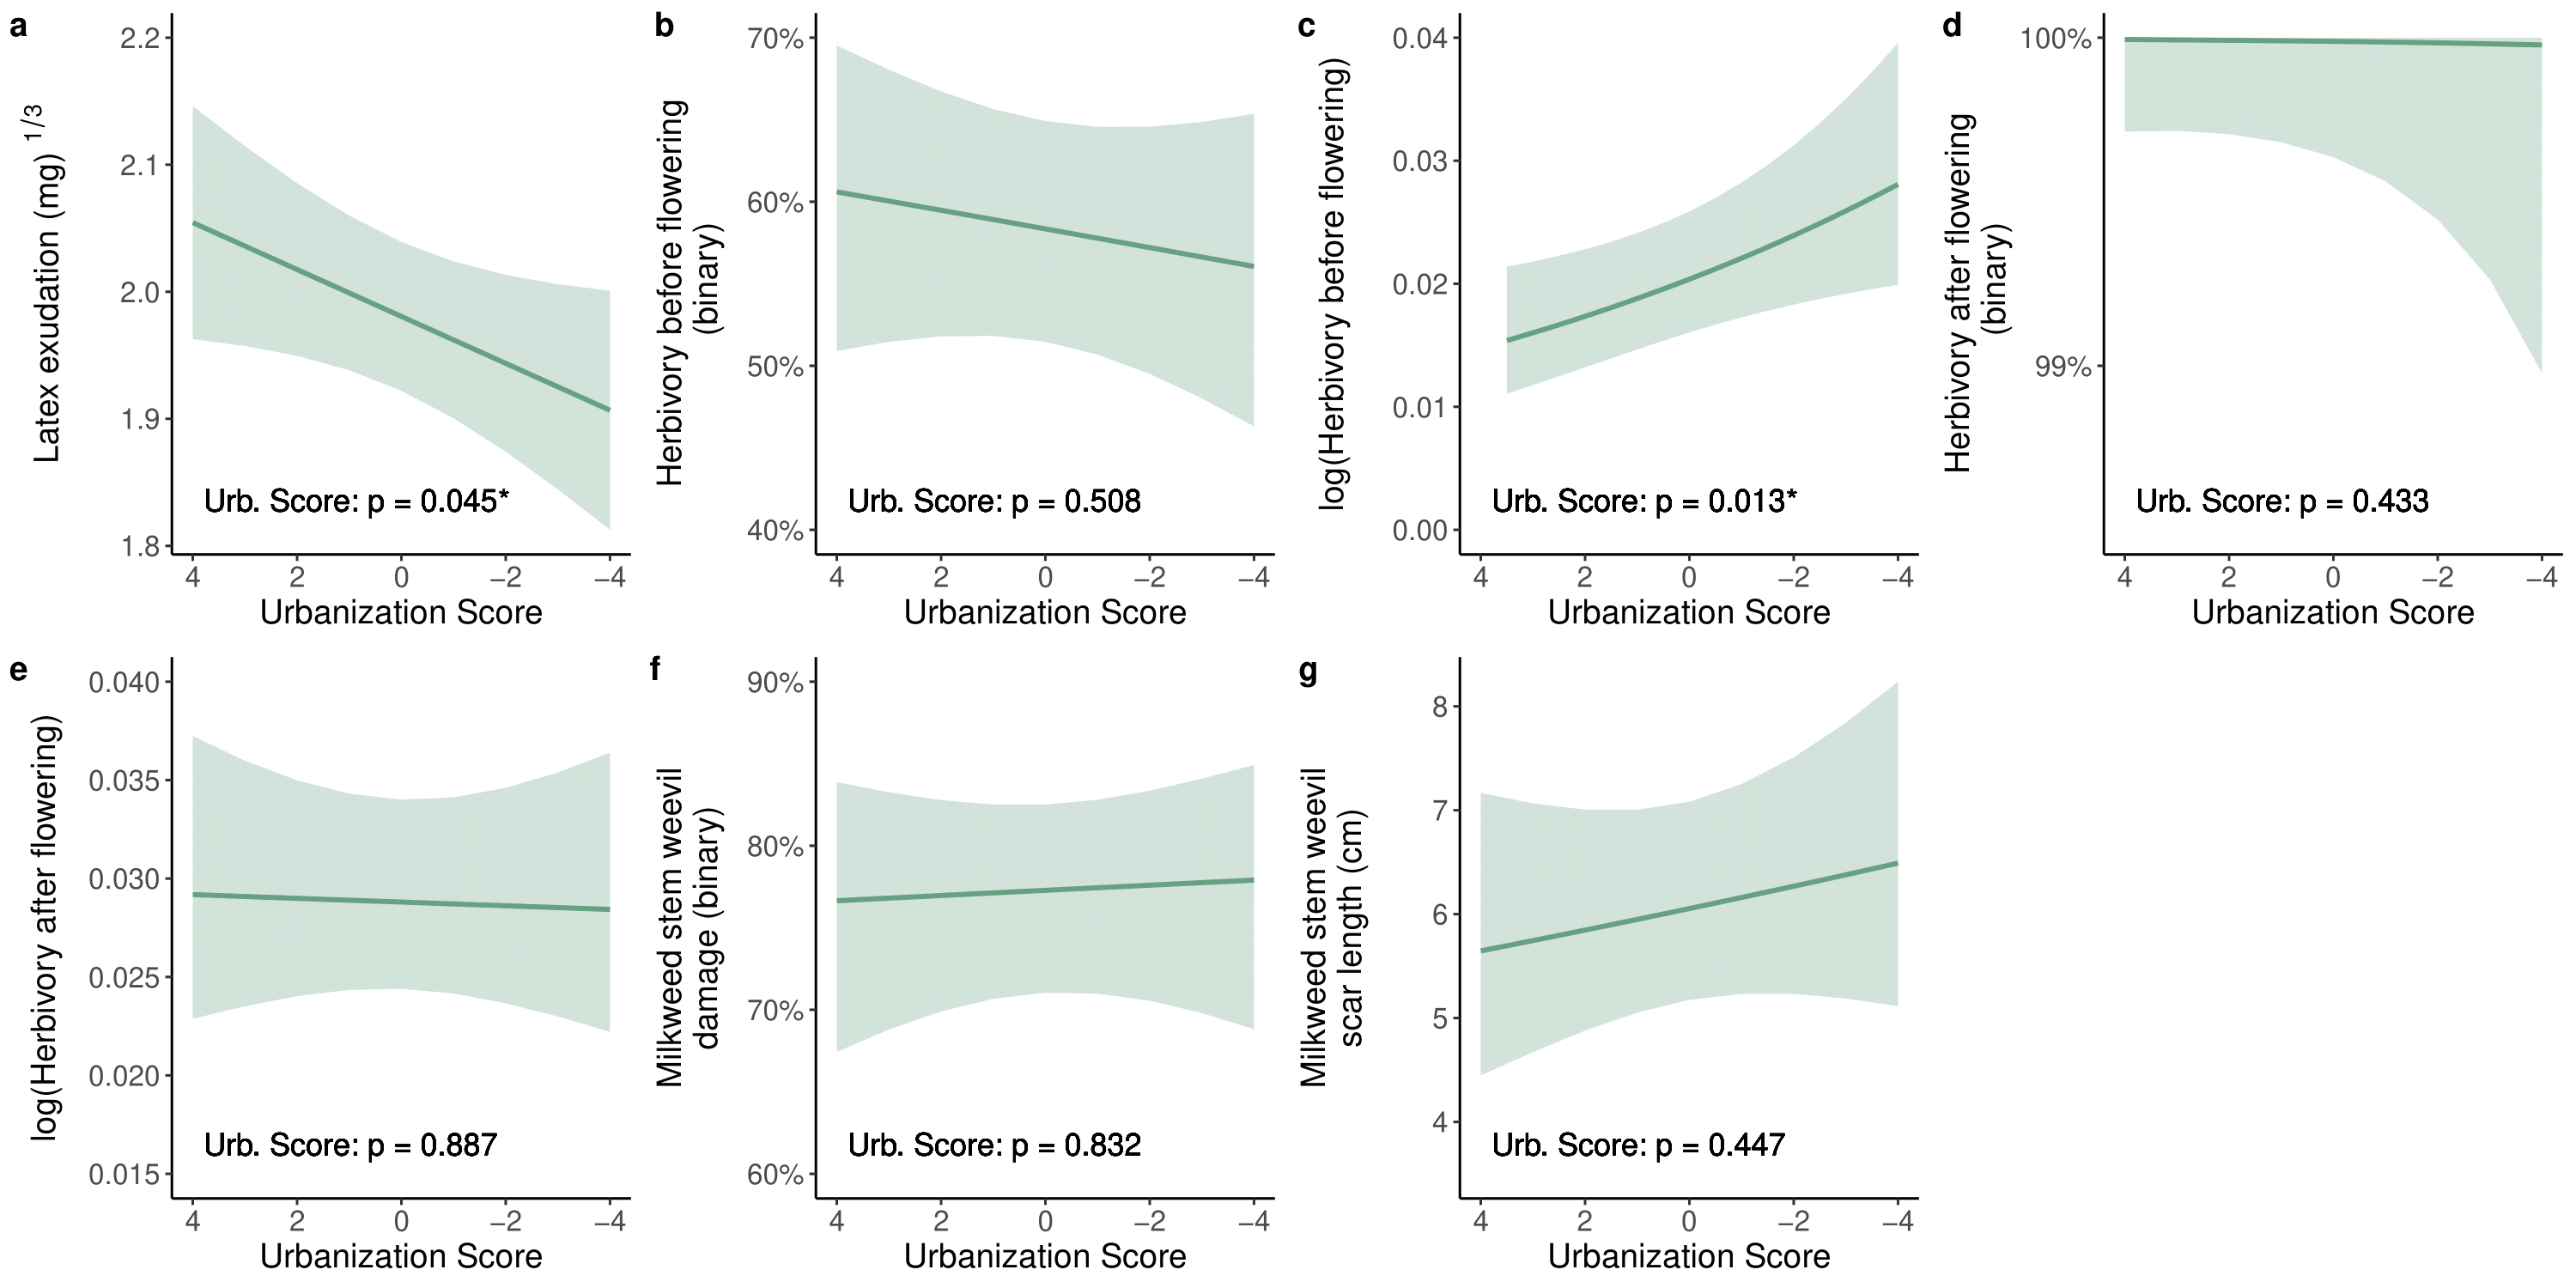 a
2.2
2.1
2.0
1.9
1.8
Latex exudation (mg) 1/3
Urb. Score: p = 0.045*
4 2 0 −2 −4
Urbanization Score
b
70%
60%
50%
40%
Herbivory before flowering
(binary)
Urb. Score: p = 0.508
4 2 0 −2 −4
Urbanization Score
c
0.04
0.03
0.02
0.01
0.00
log(Herbivory before flowering)
Urb. Score: p = 0.013*
4 2 0 −2 −4
Urbanization Score
d
100%
99%
Herbivory after flowering
(binary)
Urb. Score: p = 0.433
4 2 0 −2 −4
Urbanization Score
e
0.040
0.035
0.030
0.025
0.020
0.015
log(Herbivory after flowering)
Urb. Score: p = 0.887
4 2 0 −2 −4
Urbanization Score
f
90%
80%
70%
60%
Milkweed stem weevil
damage (binary)
Urb. Score: p = 0.832
4 2 0 −2 −4
Urbanization Score
g
8
7
6
5
4
Milkweed stem weevil
scar length (cm)
Urb. Score: p = 0.447
4 2 0 −2 −4
Urbanization Score